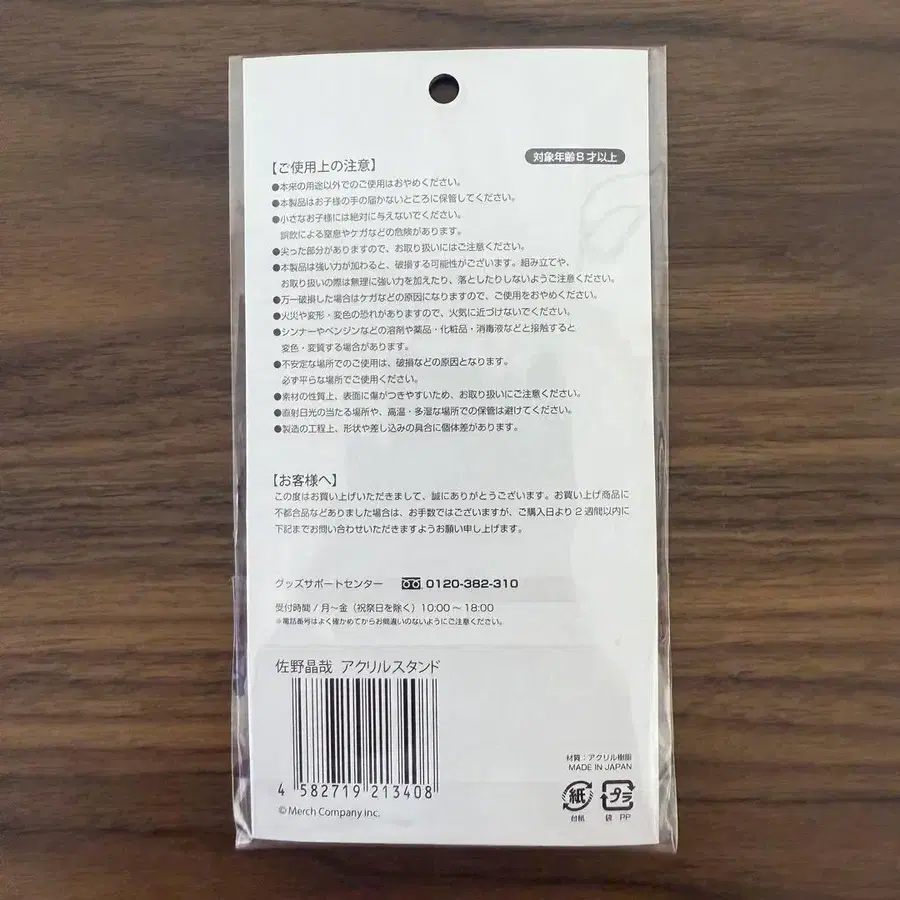 対象年齢8才以上
【ご使用上の注意】
●本来の用途以外でのご使用はおやめください。
●本製品はお子様の手の届かないところに保管してください。
●小さなお子様には絶対に与えないでください。
誤飲による窒息やケガなどの危険があります。
●尖った部分がありますので、お取り扱いにはご注意ください。
●本製品は強い力が加わると、破損する可能性がございます。組み立てや、
お取り扱いの際は無理に強い力を加えたり、落としたりしないようご注意ください。
●万一破損した場合はケガなどの原因になりますので、ご使用をおやめください。
●火災や変形・変色の恐れがありますので、火気に近づけないでください。
●シンナーやベンジンなどの溶剤や薬品・化粧品・消毒液などと接触すると
変色・変質する場合があります。
●不安定な場所でのご使用は、破損などの原因となります。
必ず平らな場所でご使用ください。
●素材の性質上、表面に傷がつきやすいため、お取り扱いにご注意ください。
●直射日光の当たる場所や、高温・多湿な場所での保管は避けてください。
●製造の工程上、形状や差し込みの具合に個体差があります。
【お客様へ】
この度はお買い上げいただきまして、誠にありがとうございます。お買い上げ商品に
不都合品などありました場合は、お手数ではございますが、ご購入日より2週間以内に
下記までお問い合わせいただきますようお願い申し上げます。
グッズサポートセンター 0120-382-310
受付時間 / 月～金（祝祭日を除く）10:00～18:00
※電話番号はよく確かめてからお間違いのないようにご注意ください。
佐野晶哉 アクリルスタンド
4 582719 213408
© Merch Company inc.
材質：アクリル樹脂
MADE IN JAPAN
紙 プラ
台紙 袋 PP